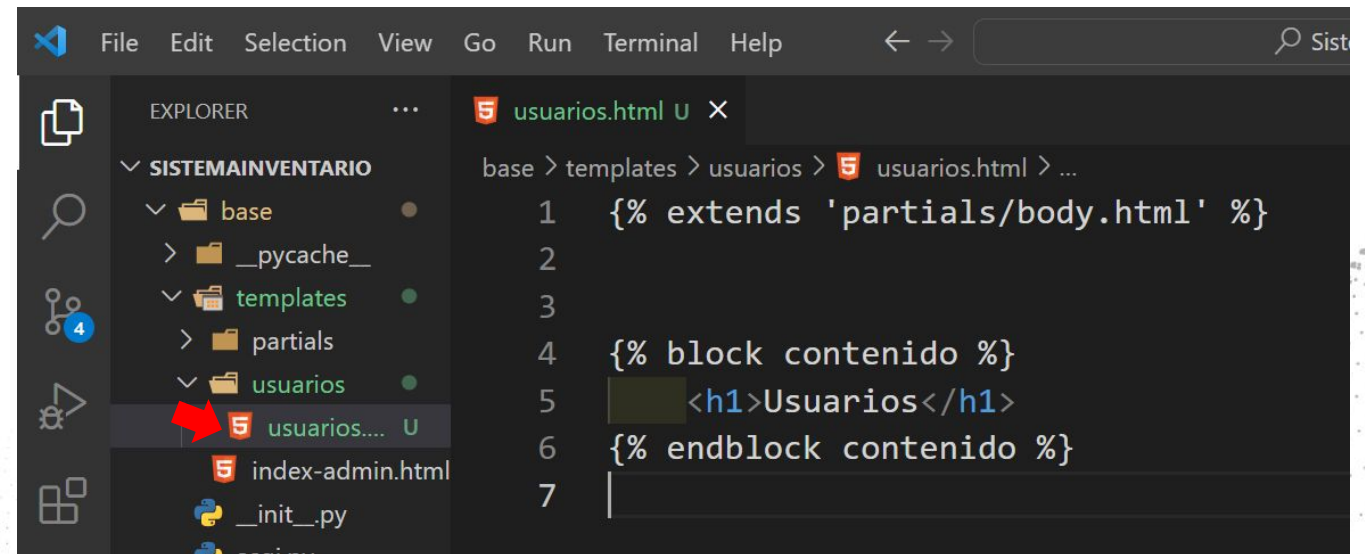 File Edit Selection View Go Run Terminal Help Siste
EXPLORER ...
SISTEMAINVENTARIO
base
__pycache__
templates
partials
usuarios
usuarios.... U
index-admin.html
__init__.py
4
usuarios.html U
base > templates > usuarios > usuarios.html > ...
1 {% extends 'partials/body.html' %}
2
3
4 {% block contenido %}
5 <h1>Usuarios</h1>
6 {% endblock contenido %}
7